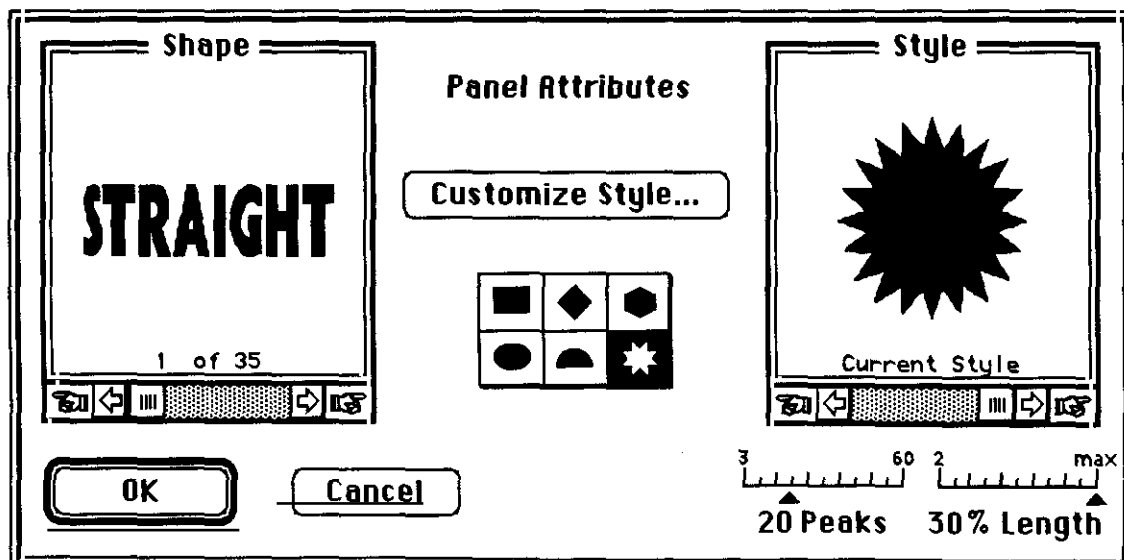 Shape
STRAIGHT
1 of 35
Panel Attributes
Customize Style...
Style
Current Style
OK
Cancel
3 60
20 Peaks
2 max
30% Length